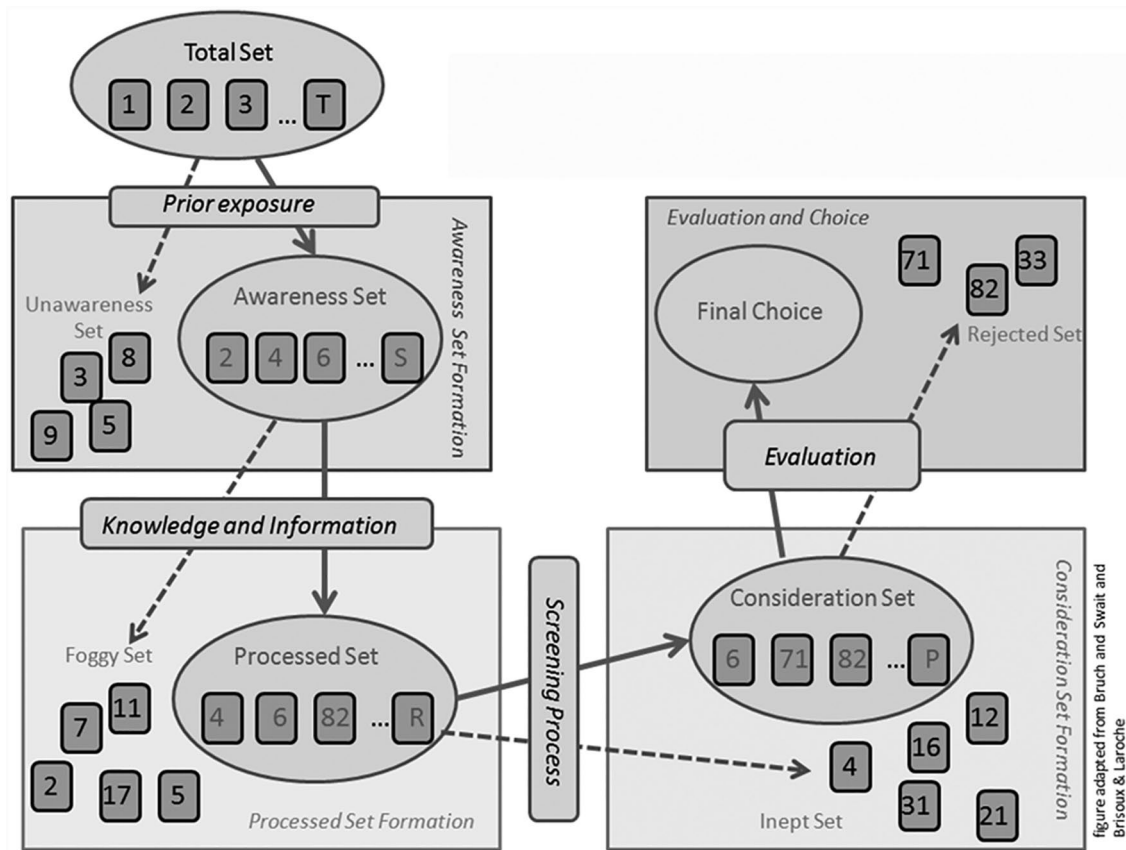 Total Set
1 2 3 ... T
Prior exposure
Awareness Set Formation
Unawareness
Set
8
3
5
9
Awareness Set
2 4 6 ... S
Knowledge and Information
Foggy Set
11
7
2
17
5
Processed Set
4 6 82 ... R
Processed Set Formation
Screening Process
Consideration Set
6 71 82 ... P
12
16
4
31
21
Inept Set
Consideration Set Formation
Evaluation
Evaluation and Choice
Final Choice
71
33
82
Rejected Set
figure adapted from Bruch and Swait and
Brisoux & Laroche